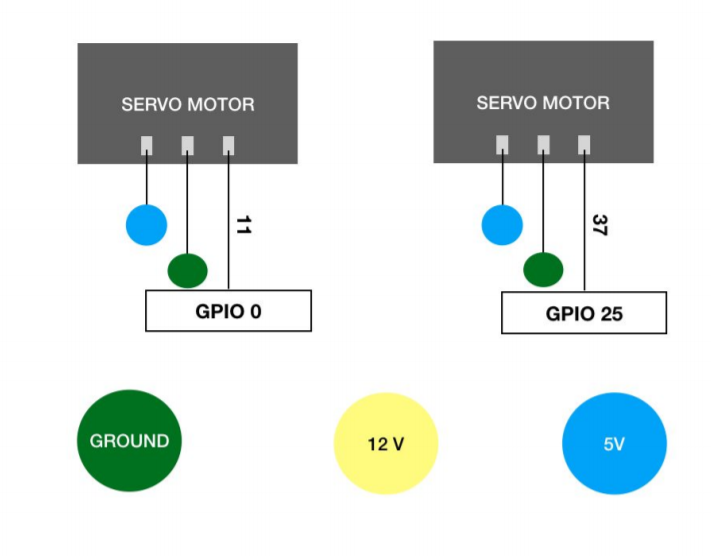 SERVO MOTOR
SERVO MOTOR
11
37
GPIO 0
GPIO 25
GROUND
12 V
5V